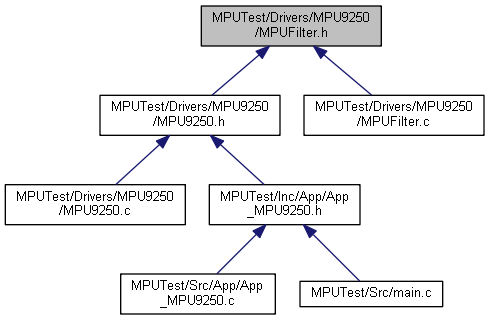 MPUTest/Drivers/MPU9250
/MPUFilter.h
MPUTest/Drivers/MPU9250
/MPU9250.h
MPUTest/Drivers/MPU9250
/MPUFilter.c
MPUTest/Drivers/MPU9250
/MPU9250.c
MPUTest/Inc/App/App
_MPU9250.h
MPUTest/Src/App/App
_MPU9250.c
MPUTest/Src/main.c